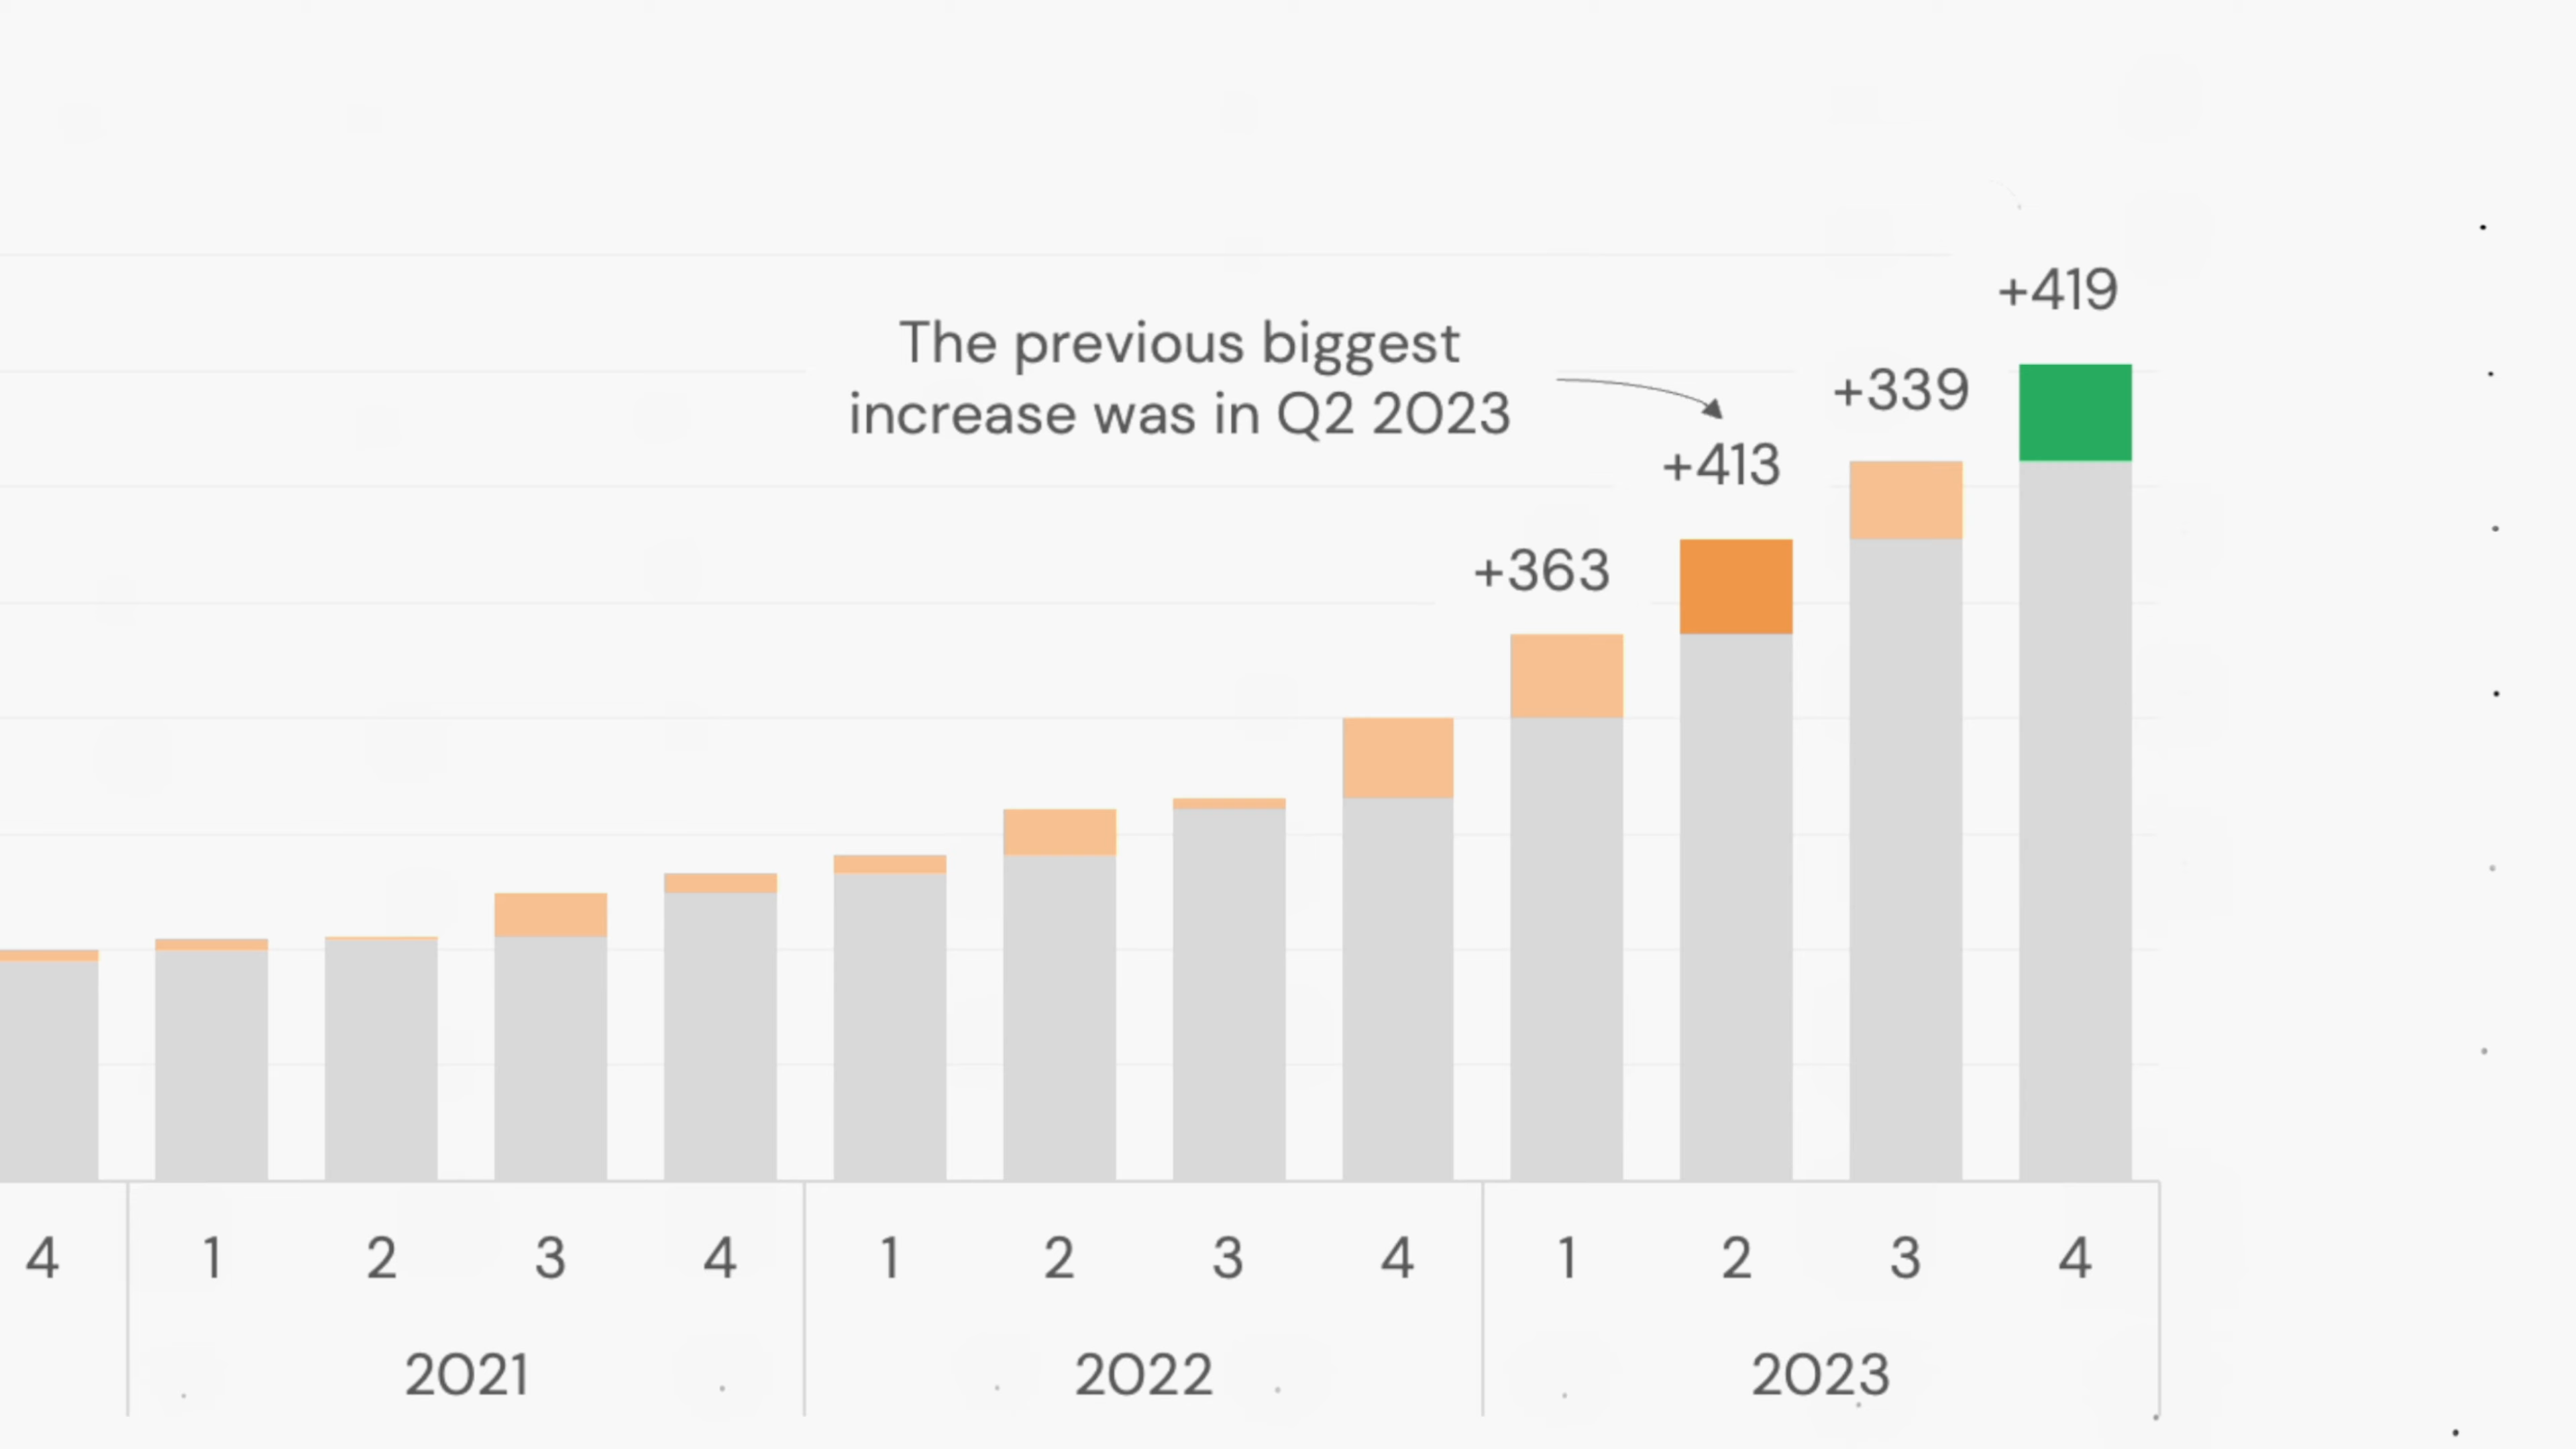 +419
The previous biggest
increase was in Q2 2023
+339
+413
+363
4 1 2 3 4 1 2 3 4 1 2 3 4
2021 2022 2023